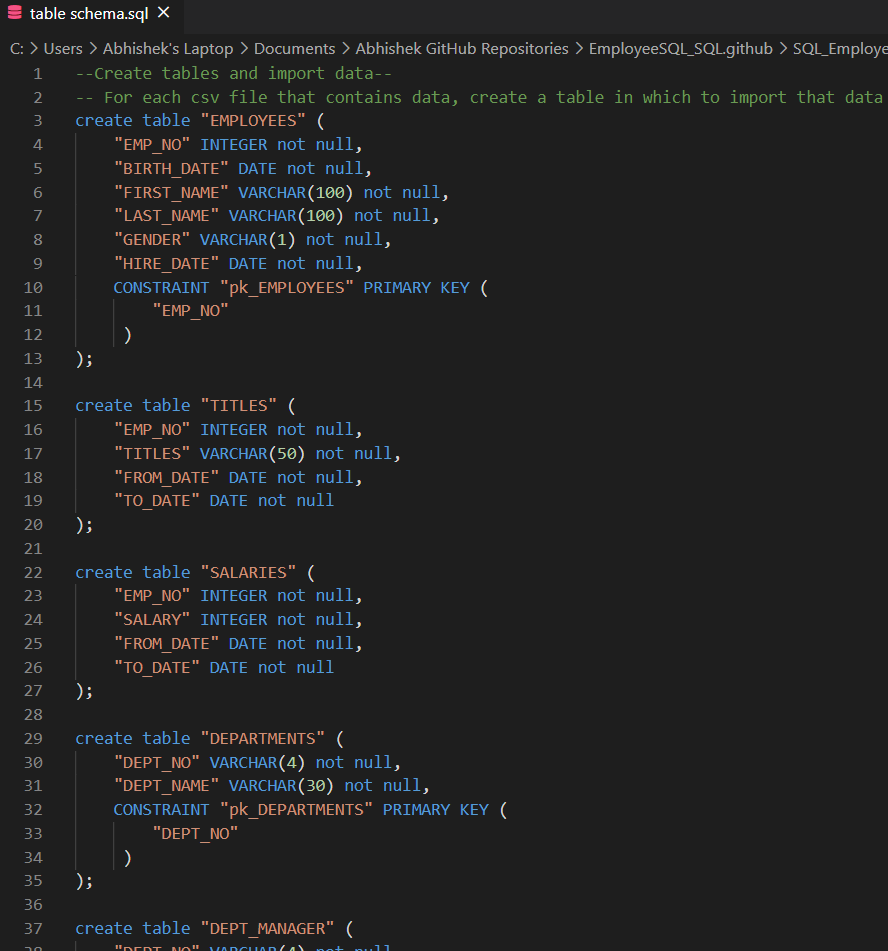 table schema.sql ×
C: > Users > Abhishek's Laptop > Documents > Abhishek GitHub Repositories > EmployeeSQL_SQL.github > SQL_Employe
1 --Create tables and import data--
2 -- For each csv file that contains data, create a table in which to import that data
3 create table "EMPLOYEES" (
4 "EMP_NO" INTEGER not null,
5 "BIRTH_DATE" DATE not null,
6 "FIRST_NAME" VARCHAR(100) not null,
7 "LAST_NAME" VARCHAR(100) not null,
8 "GENDER" VARCHAR(1) not null,
9 "HIRE_DATE" DATE not null,
10 CONSTRAINT "pk_EMPLOYEES" PRIMARY KEY (
11 "EMP_NO"
12 )
13 );
14
15 create table "TITLES" (
16 "EMP_NO" INTEGER not null,
17 "TITLES" VARCHAR(50) not null,
18 "FROM_DATE" DATE not null,
19 "TO_DATE" DATE not null
20 );
21
22 create table "SALARIES" (
23 "EMP_NO" INTEGER not null,
24 "SALARY" INTEGER not null,
25 "FROM_DATE" DATE not null,
26 "TO_DATE" DATE not null
27 );
28
29 create table "DEPARTMENTS" (
30 "DEPT_NO" VARCHAR(4) not null,
31 "DEPT_NAME" VARCHAR(30) not null,
32 CONSTRAINT "pk_DEPARTMENTS" PRIMARY KEY (
33 "DEPT_NO"
34 )
35 );
36
37 create table "DEPT_MANAGER" (
38 "DEPT_NO" VARCHAR(4) not null